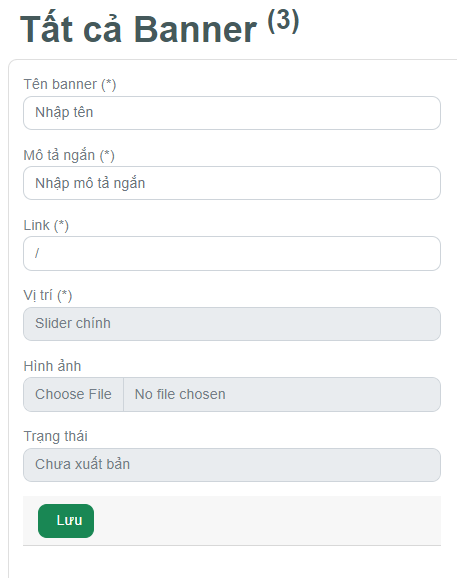 Tất cả Banner (3)
Tên banner (*)
Nhập tên
Mô tả ngắn (*)
Nhập mô tả ngắn
Link (*)
/
Vị trí (*)
Slider chính
Hình ảnh
Choose File No file chosen
Trạng thái
Chưa xuất bản
Lưu